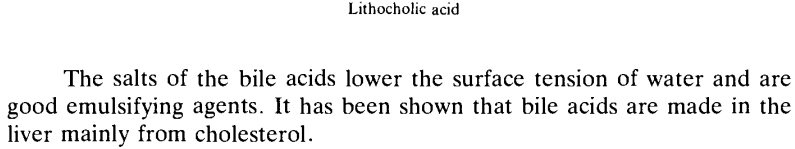 Lithocholic acid
The salts of the bile acids lower the surface tension of water and are
good emulsifying agents. It has been shown that bile acids are made in the
liver mainly from cholesterol.